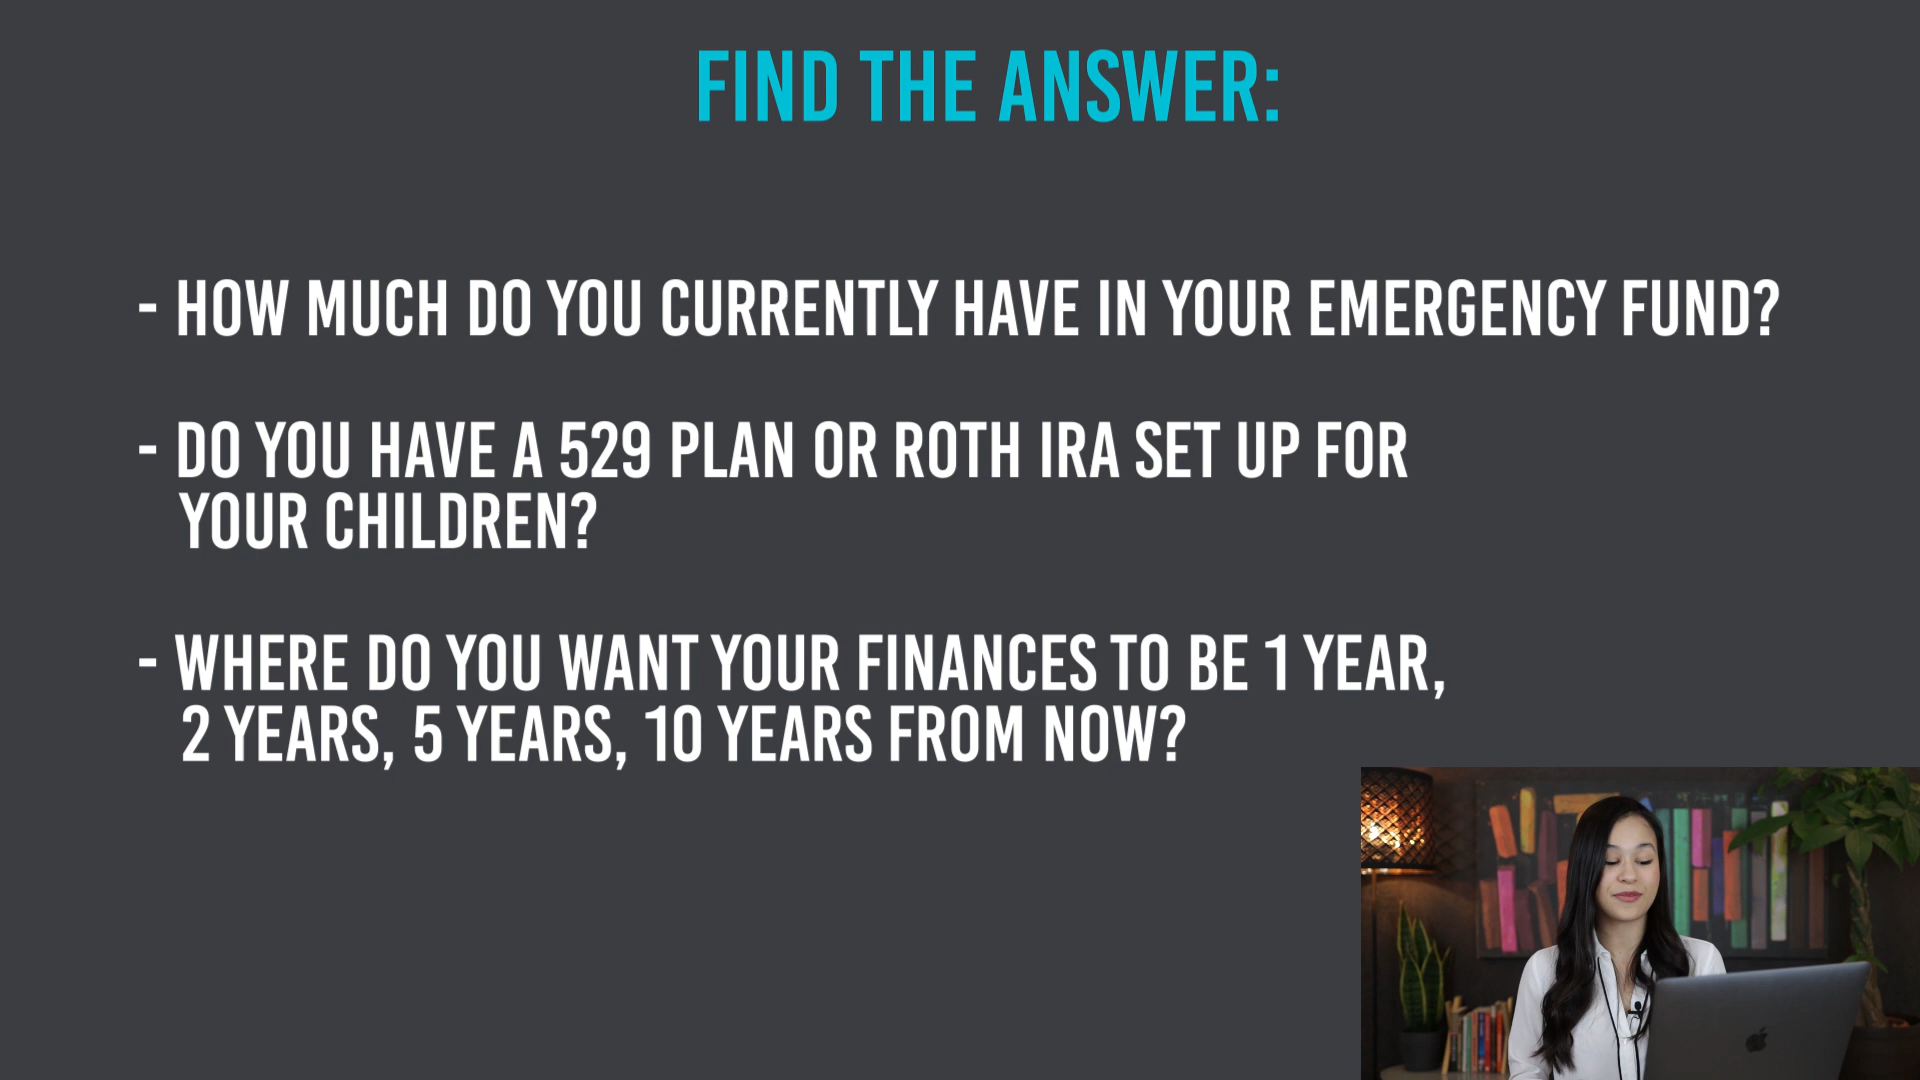 FIND THE ANSWER:
- HOW MUCH DO YOU CURRENTLY HAVE IN YOUR EMERGENCY FUND?
- DO YOU HAVE A 529 PLAN OR ROTH IRA SET UP FOR
YOUR CHILDREN?
- WHERE DO YOU WANT YOUR FINANCES TO BE 1 YEAR,
2 YEARS, 5 YEARS, 10 YEARS FROM NOW?